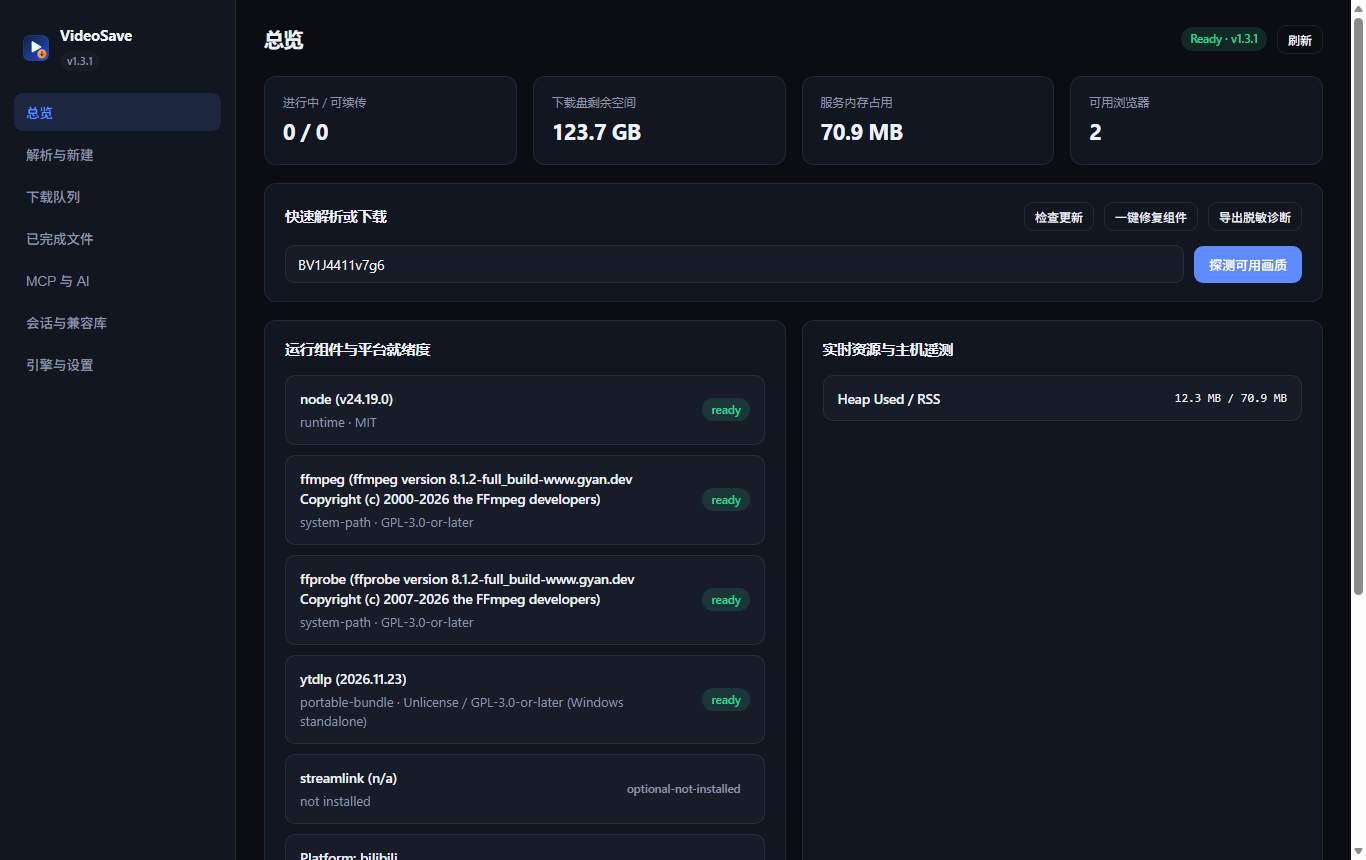 VideoSave
v1.3.1
总览
解析与新建
下载队列
已完成文件
MCP 与 AI
会话与兼容库
引擎与设置
总览
Ready · v1.3.1
刷新
进行中 / 可续传
0 / 0
下载盘剩余空间
123.7 GB
服务内存占用
70.9 MB
可用浏览器
2
快速解析或下载
检查更新
一键修复组件
导出脱敏诊断
BV1J4411v7g6
探测可用画质
运行组件与平台就绪度
node (v24.19.0)
runtime · MIT
ready
ffmpeg (ffmpeg version 8.1.2-full_build-www.gyan.dev
Copyright (c) 2000-2026 the FFmpeg developers)
system-path · GPL-3.0-or-later
ready
ffprobe (ffprobe version 8.1.2-full_build-www.gyan.dev
Copyright (c) 2007-2026 the FFmpeg developers)
system-path · GPL-3.0-or-later
ready
ytdlp (2026.11.23)
portable-bundle · Unlicense / GPL-3.0-or-later (Windows
standalone)
ready
streamlink (n/a)
not installed
optional-not-installed
Platform: bilibili
实时资源与主机遥测
Heap Used / RSS
12.3 MB / 70.9 MB